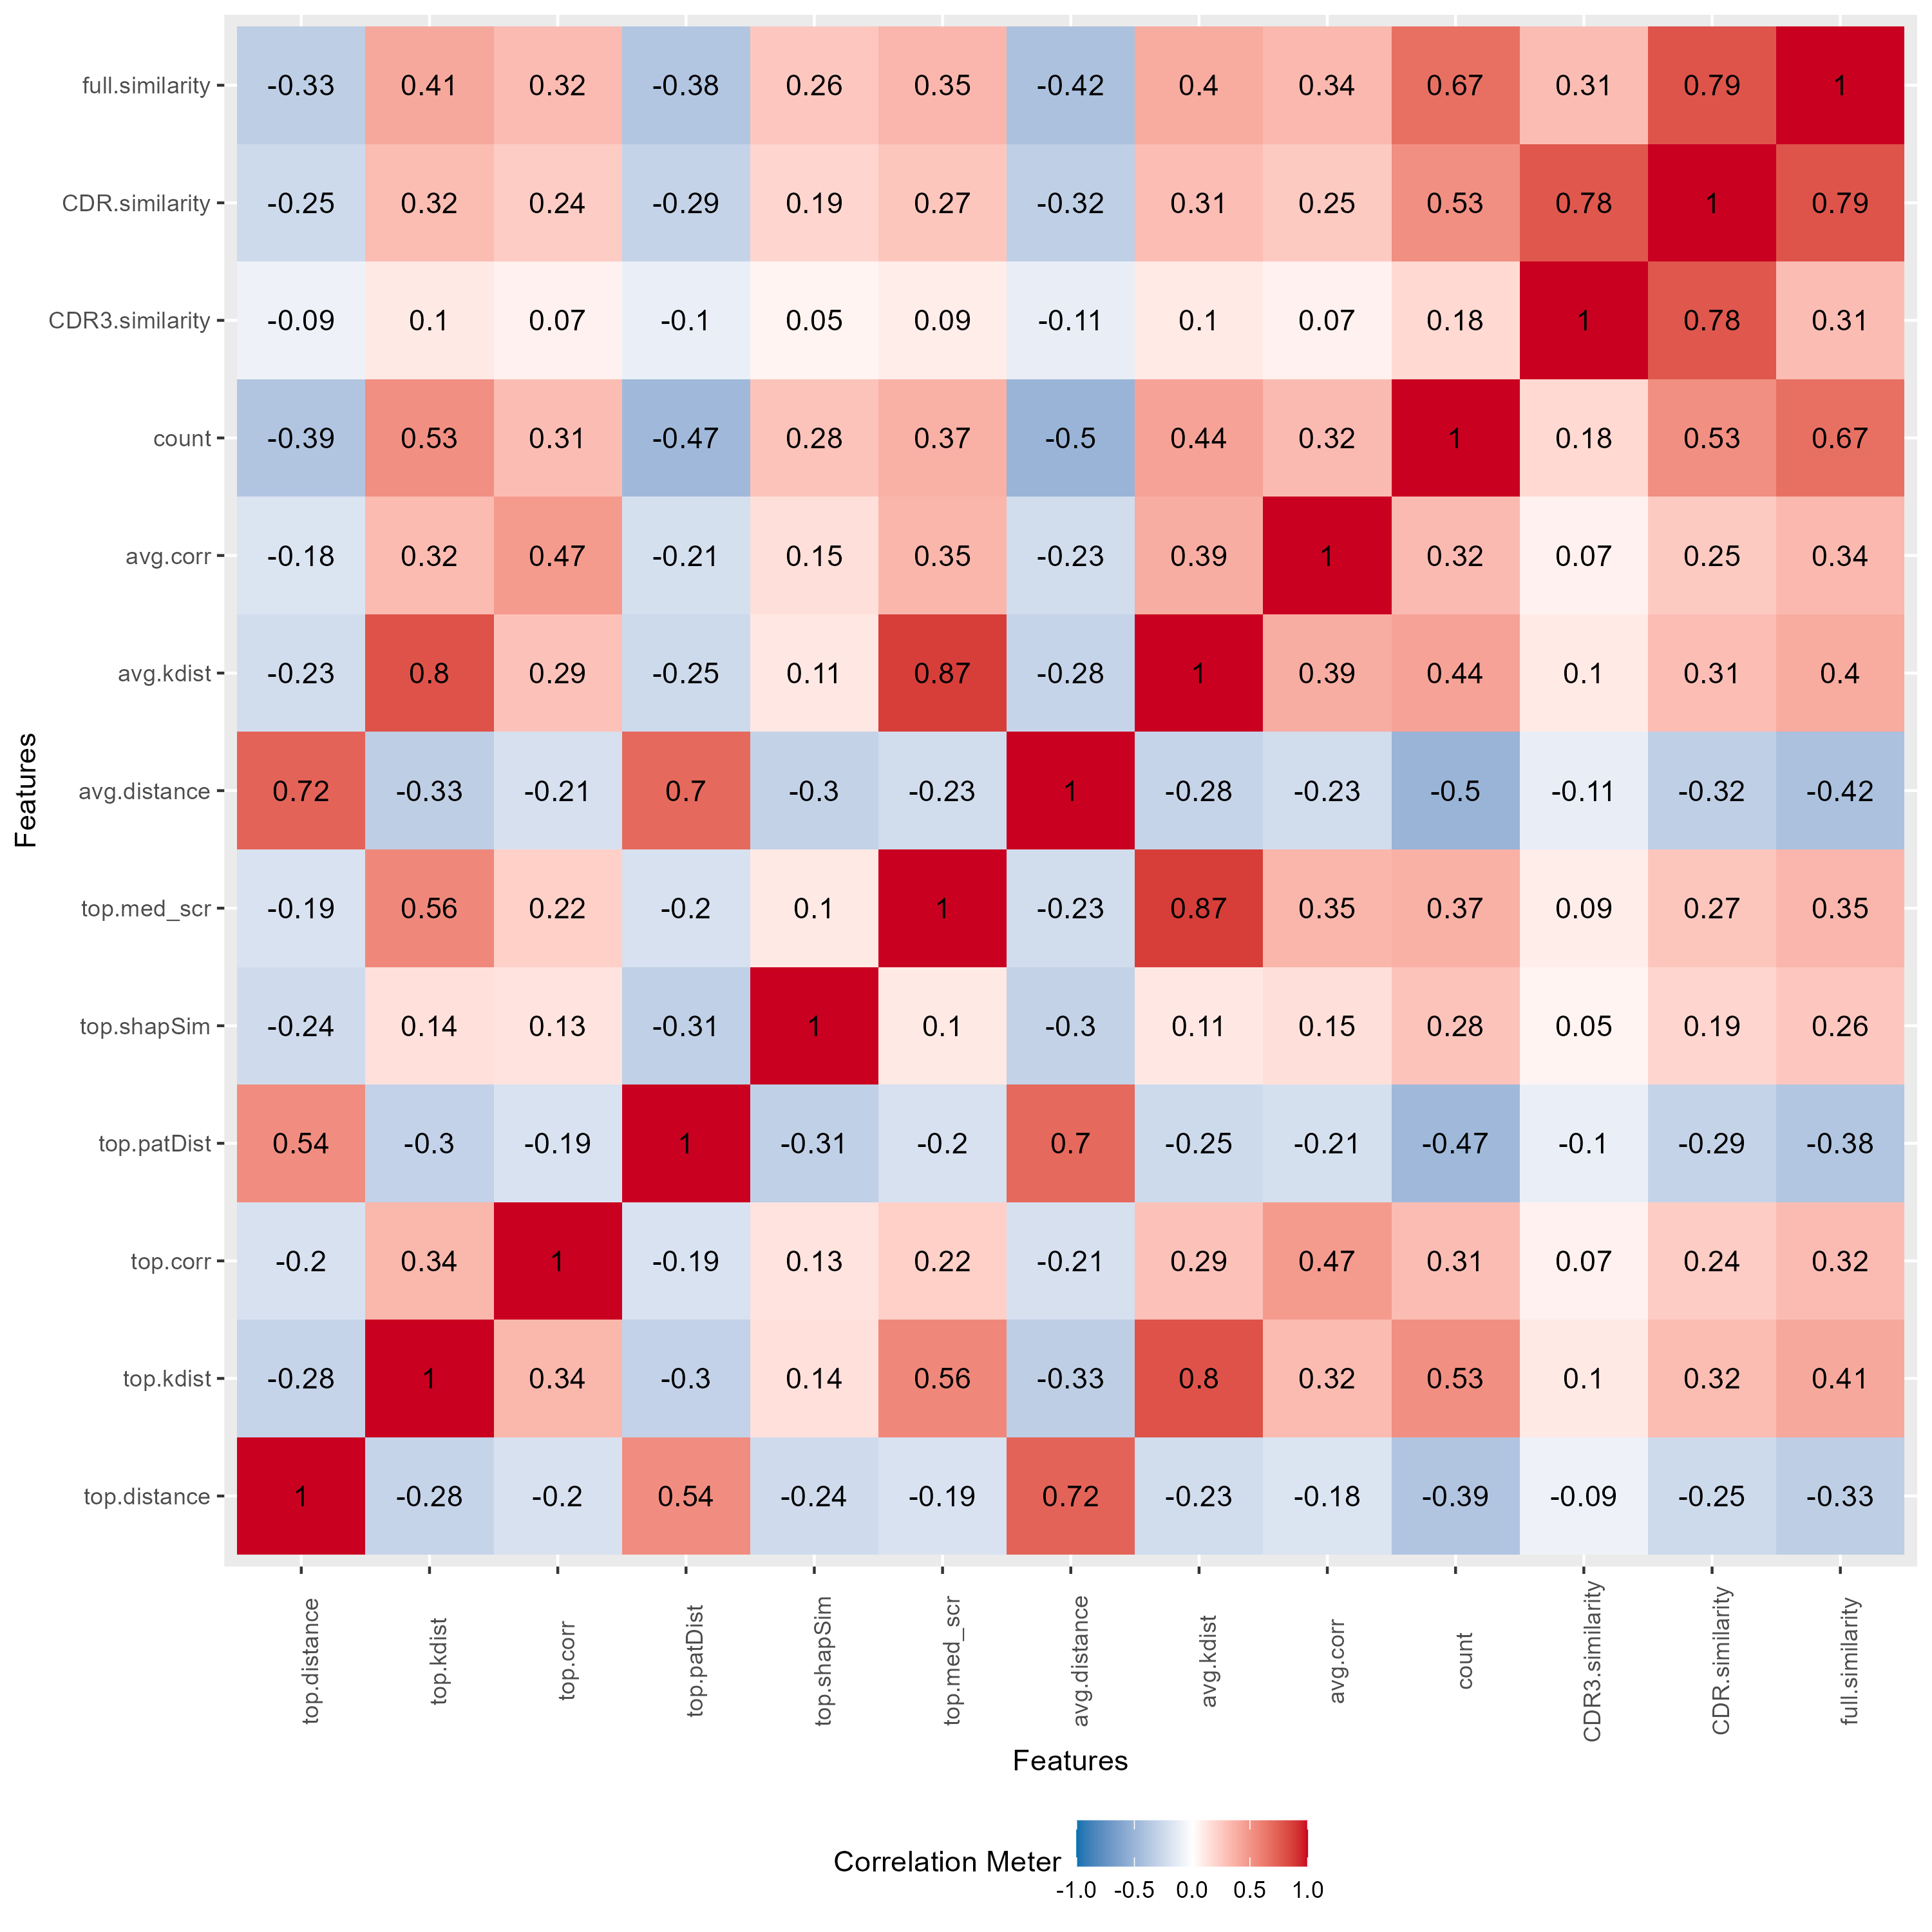 full.similarity -0.33 0.41 0.32 -0.38 0.26 0.35 -0.42 0.4 0.34 0.67 0.31 0.79 1
CDR.similarity -0.25 0.32 0.24 -0.29 0.19 0.27 -0.32 0.31 0.25 0.53 0.78 1 0.79
CDR3.similarity -0.09 0.1 0.07 -0.1 0.05 0.09 -0.11 0.1 0.07 0.18 1 0.78 0.31
count -0.39 0.53 0.31 -0.47 0.28 0.37 -0.5 0.44 0.32 1 0.18 0.53 0.67
avg.corr -0.18 0.32 0.47 -0.21 0.15 0.35 -0.23 0.39 1 0.32 0.07 0.25 0.34
avg.kdist -0.23 0.8 0.29 -0.25 0.11 0.87 -0.28 1 0.39 0.44 0.1 0.31 0.4
avg.distance 0.72 -0.33 -0.21 0.7 -0.3 -0.23 1 -0.28 -0.23 -0.5 -0.11 -0.32 -0.42
top.med_scr -0.19 0.56 0.22 -0.2 0.1 1 -0.23 0.87 0.35 0.37 0.09 0.27 0.35
top.shapSim -0.24 0.14 0.13 -0.31 1 0.1 -0.3 0.11 0.15 0.28 0.05 0.19 0.26
top.patDist 0.54 -0.3 -0.19 1 -0.31 -0.2 0.7 -0.25 -0.21 -0.47 -0.1 -0.29 -0.38
top.corr -0.2 0.34 1 -0.19 0.13 0.22 -0.21 0.29 0.47 0.31 0.07 0.24 0.32
top.kdist -0.28 1 0.34 -0.3 0.14 0.56 -0.33 0.8 0.32 0.53 0.1 0.32 0.41
top.distance 1 -0.28 -0.2 0.54 -0.24 -0.19 0.72 -0.23 -0.18 -0.39 -0.09 -0.25 -0.33
Features
top.distance top.kdist top.corr top.patDist top.shapSim top.med_scr avg.distance avg.kdist avg.corr count CDR3.similarity CDR.similarity full.similarity
Features
Correlation Meter
-1.0 -0.5 0.0 0.5 1.0